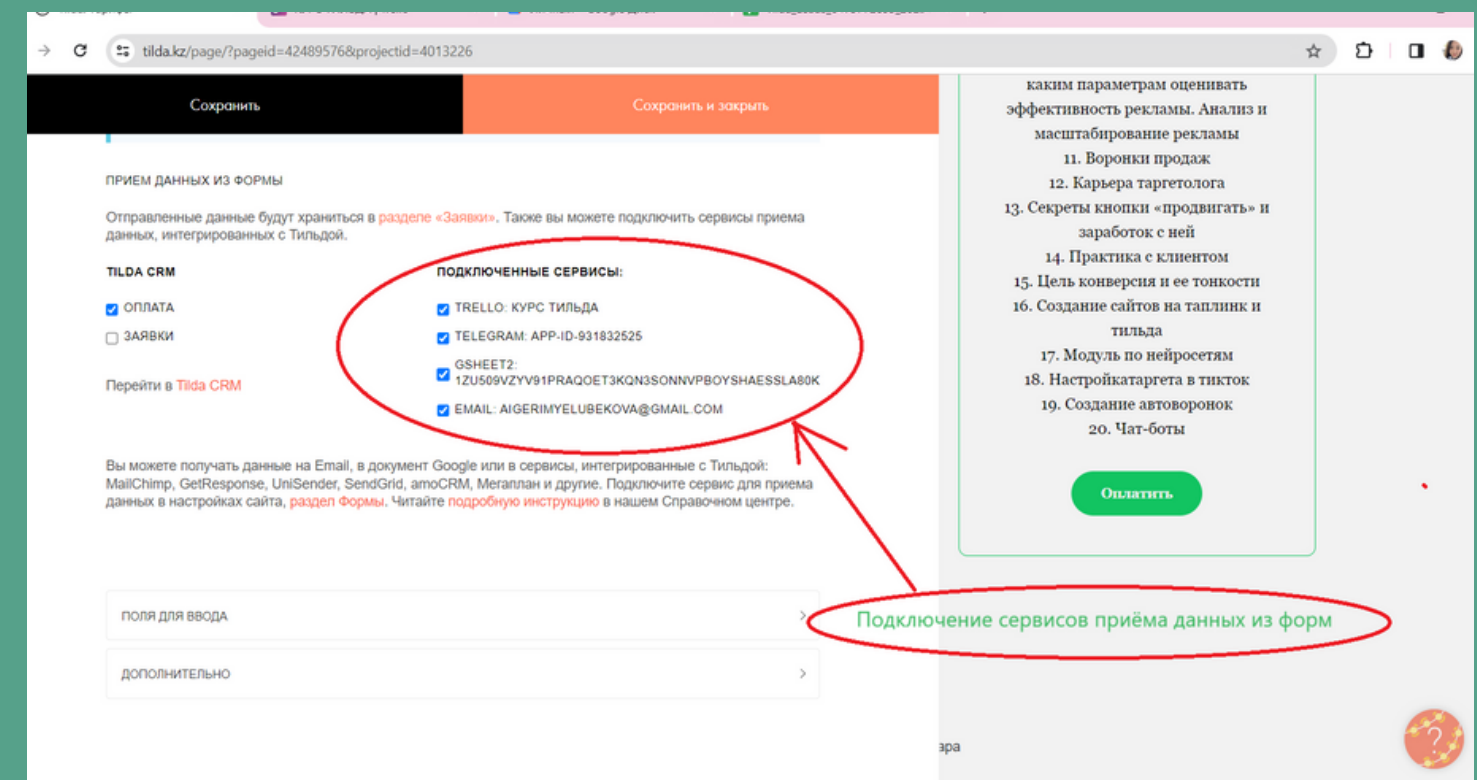 tilda.kz/page/?pageid=42489576&projectid=4013226
Сохранить
Сохранить и закрыть
ПРИЕМ ДАННЫХ ИЗ ФОРМЫ
Отправленные данные будут храниться в разделе «Заявки». Также вы можете подключить сервисы приема
данных, интегрированных с Тильдой.
TILDA CRM
ОПЛАТА
ЗАЯВКИ
Перейти в Tilda CRM
ПОДКЛЮЧЕННЫЕ СЕРВИСЫ:
TRELLO: КУРС ТИЛЬДА
TELEGRAM: APP-ID-931832525
GSHEET2:
1ZU509VZYV91PRAQOET3KQN3SONNVPBOYSHAESSLA80K
EMAIL: AIGERIMYELUBEKOVA@GMAIL.COM
Вы можете получать данные на Email, в документ Google или в сервисы, интегрированные с Тильдой:
MailChimp, GetResponse, UniSender, SendGrid, amoCRM, Мегаплан и другие. Подключите сервис для приема
данных в настройках сайта, раздел Формы. Читайте подробную инструкцию в нашем Справочном центре.
ПОЛЯ ДЛЯ ВВОДА
ДОПОЛНИТЕЛЬНО
каким параметрам оценивать
эффективность рекламы. Анализ и
масштабирование рекламы
11. Воронки продаж
12. Карьера таргетолога
13. Секреты кнопки «продвигать» и
заработок с ней
14. Практика с клиентом
15. Цель конверсия и ее тонкости
16. Создание сайтов на таплинк и
тильда
17. Модуль по нейросетям
18. Настройкатаргета в тикток
19. Создание автоворонок
20. Чат-боты
Оплатить
Подключение сервисов приёма данных из форм
ара
?